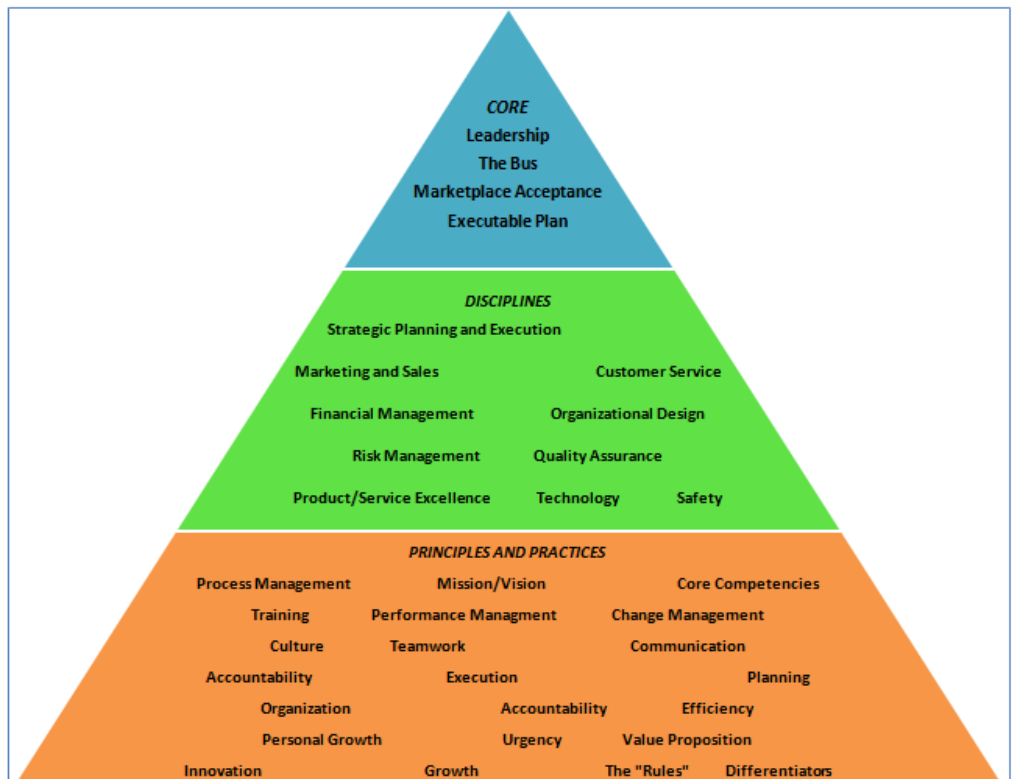 CORE
Leadership
The Bus
Marketplace Acceptance
Executable Plan
DISCIPLINES
Strategic Planning and Execution
Marketing and Sales Customer Service
Financial Management Organizational Design
Risk Management Quality Assurance
Product/Service Excellence Technology Safety
PRINCIPLES AND PRACTICES
Process Management Mission/Vision Core Competencies
Training Performance Managment Change Management
Culture Teamwork Communication
Accountability Execution Planning
Organization Accountability Efficiency
Personal Growth Urgency Value Proposition
Innovation Growth The "Rules" Differentiators